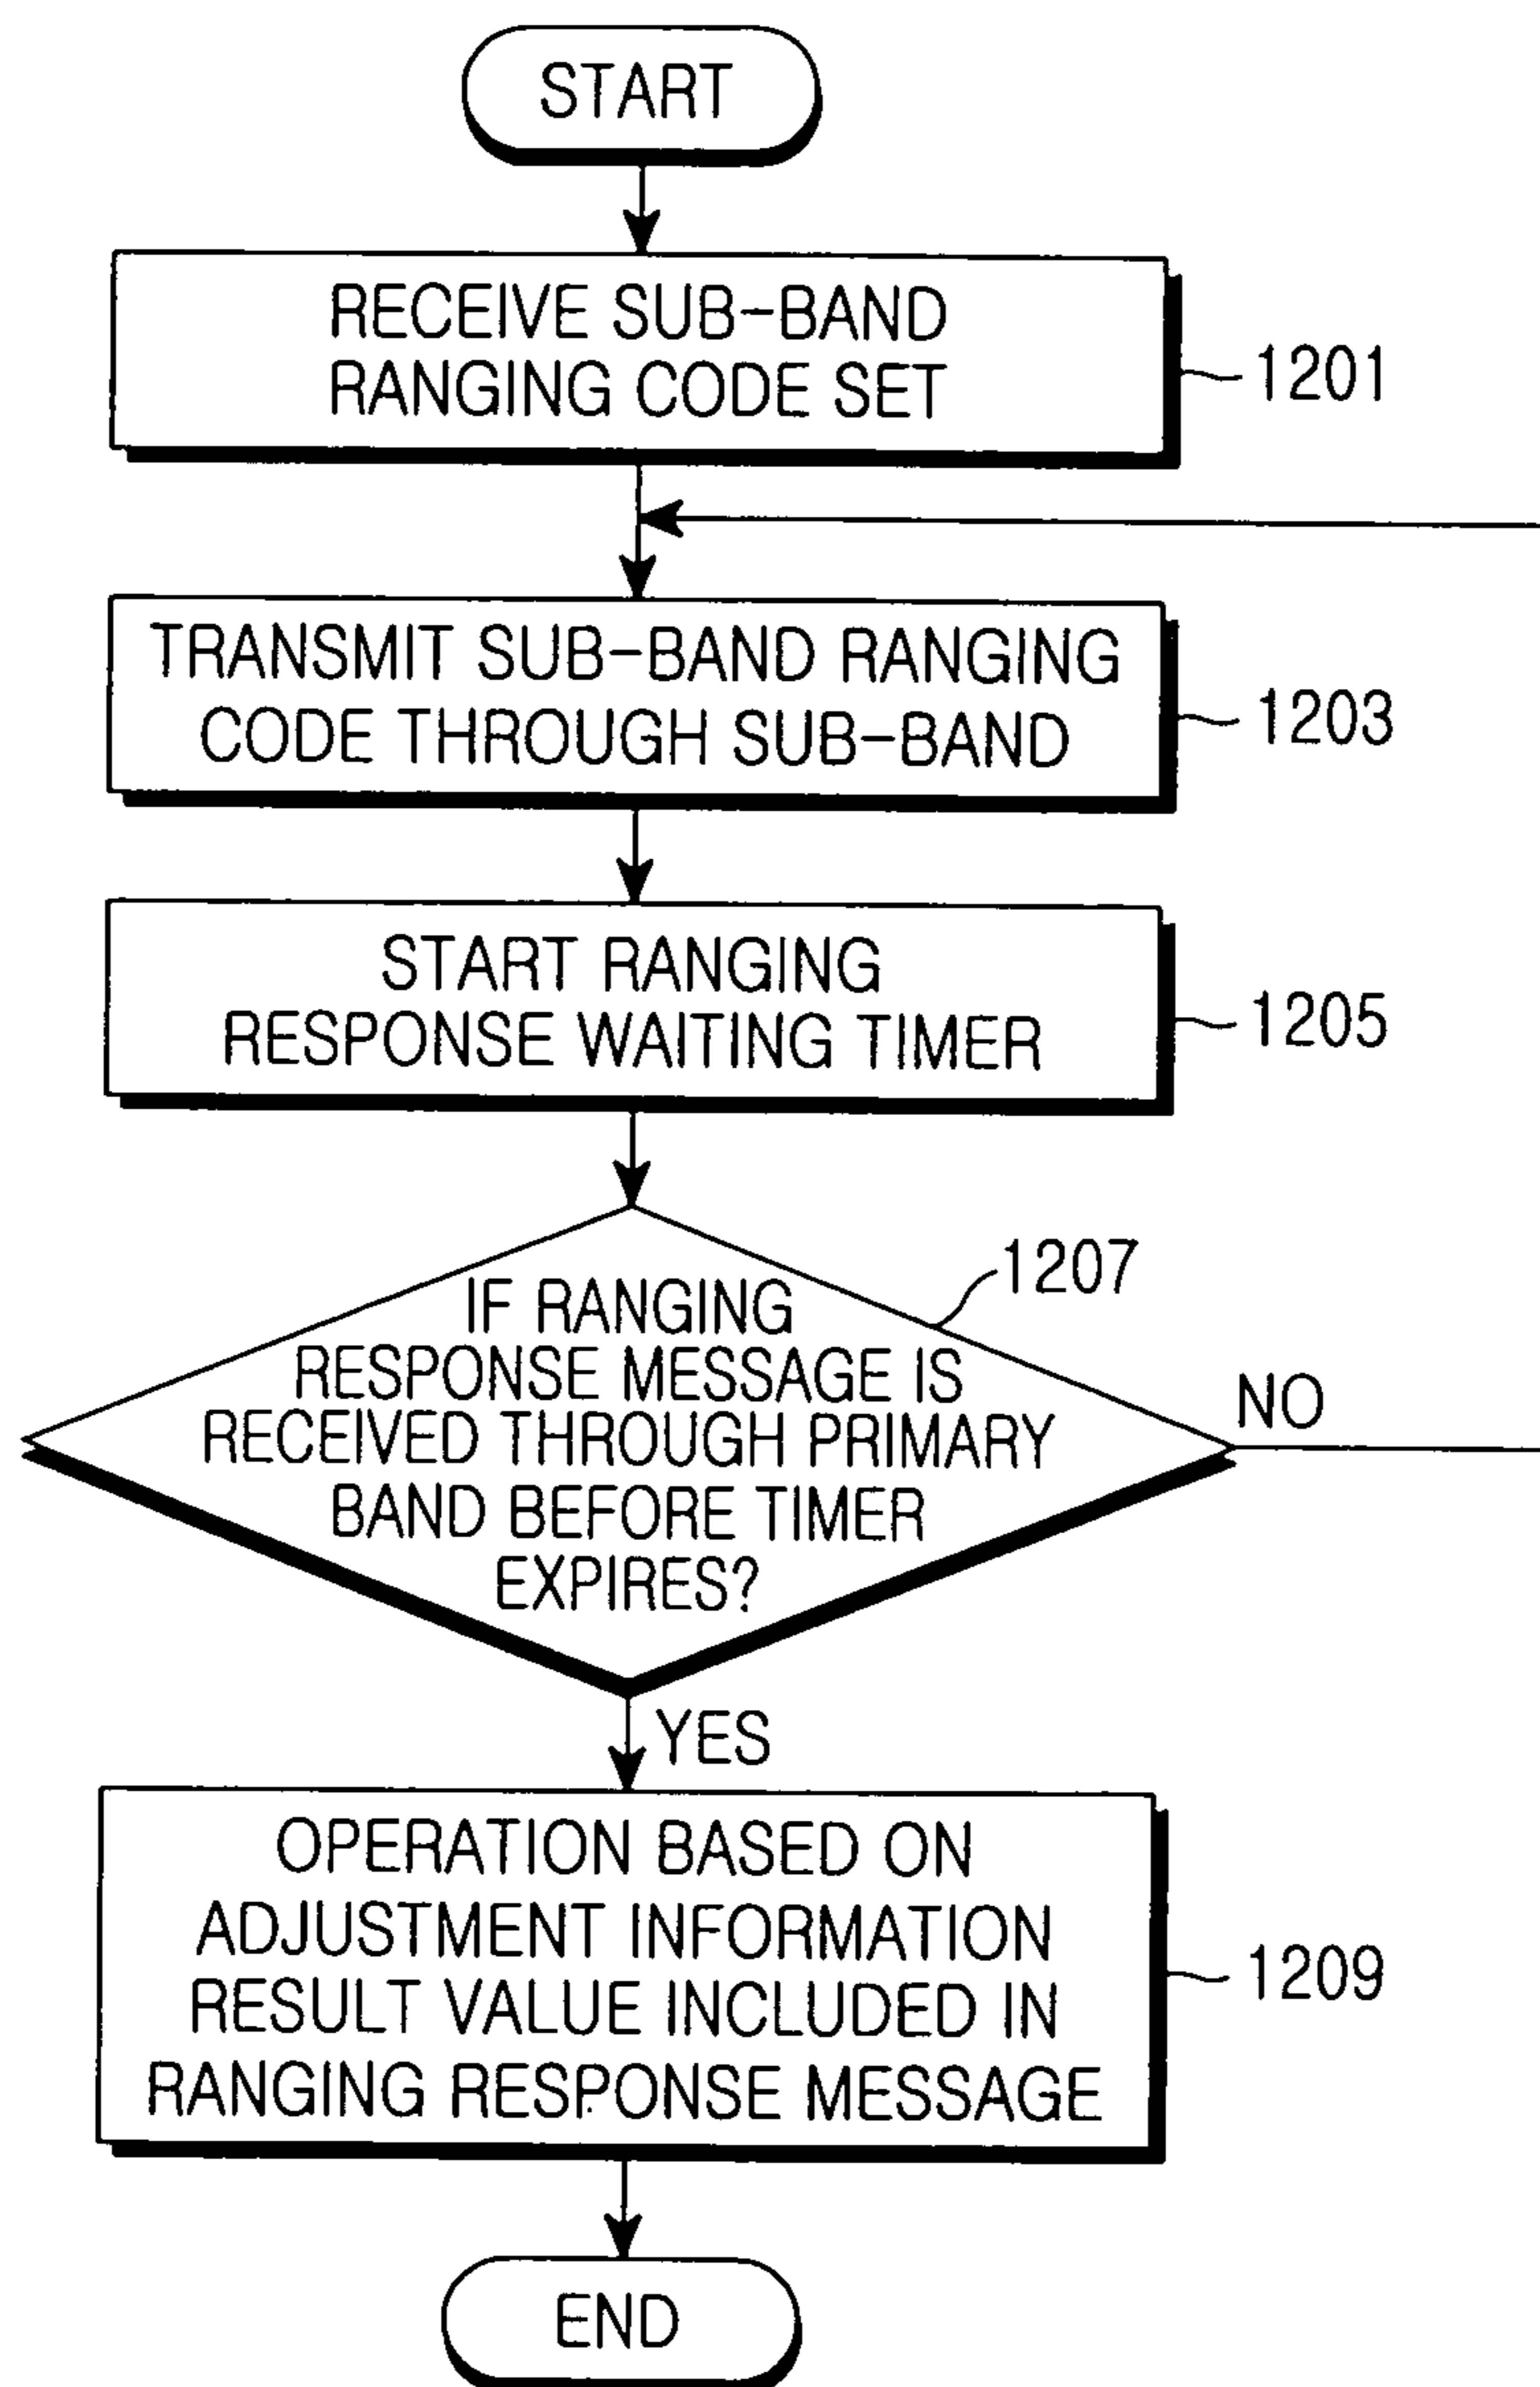 START
RECEIVE SUB-BAND
RANGING CODE SET
1201
TRANSMIT SUB-BAND RANGING
CODE THROUGH SUB-BAND
1203
START RANGING
RESPONSE WAITING TIMER
1205
1207
IF RANGING
RESPONSE MESSAGE IS
RECEIVED THROUGH PRIMARY
BAND BEFORE TIMER
EXPIRES?
NO
YES
OPERATION BASED ON
ADJUSTMENT INFORMATION
RESULT VALUE INCLUDED IN
RANGING RESPONSE MESSAGE
1209
END